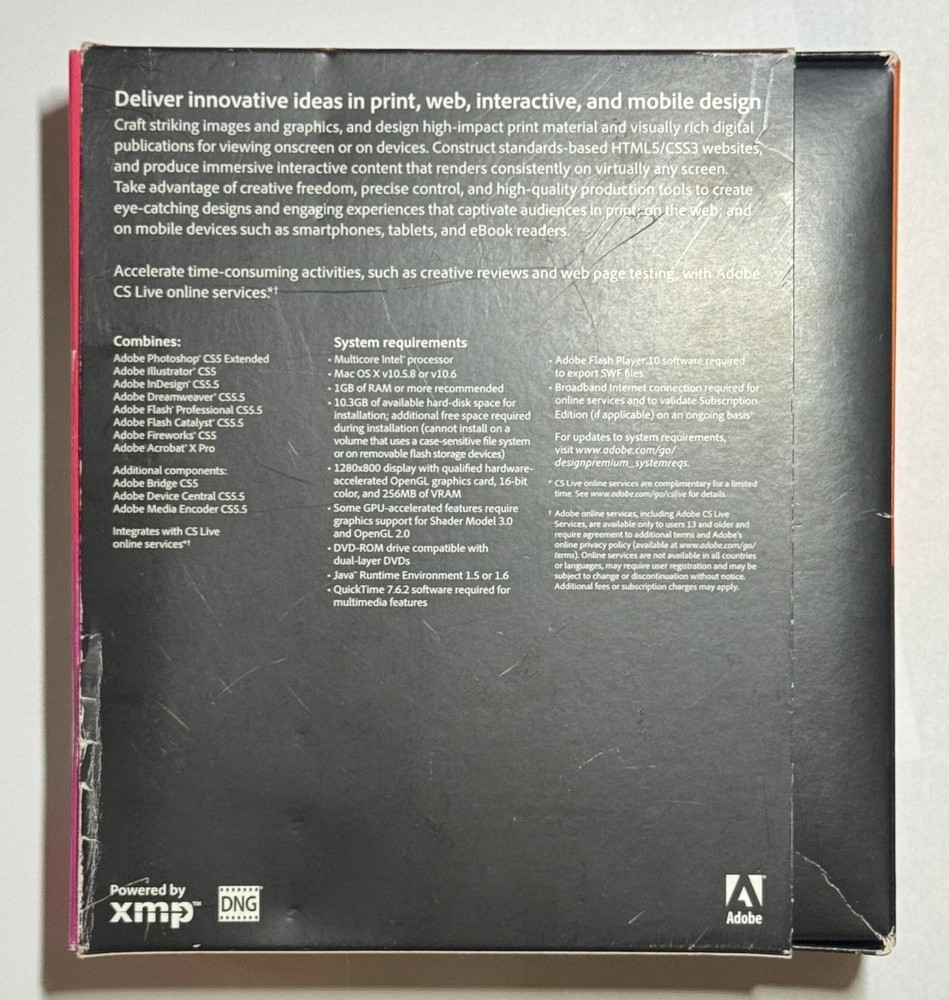 Deliver innovative ideas in print, web, interactive, and mobile design
Craft striking images and graphics, and design high-impact print material and visually rich digital
publications for viewing onscreen or on devices. Construct standards-based HTML5/CSS3 websites,
and produce immersive interactive content that renders consistently on virtually any screen.
Take advantage of creative freedom, precise control, and high-quality production tools to create
eye-catching designs and engaging experiences that captivate audiences in print, on the web, and
on mobile devices such as smartphones, tablets, and eBook readers.
Accelerate time-consuming activities, such as creative reviews and web page testing, with Adobe
CS Live online services.*†
Combines:
Adobe Photoshop® CS5 Extended
Adobe Illustrator® CS5
Adobe InDesign® CS5.5
Adobe Dreamweaver® CS5.5
Adobe Flash® Professional CS5.5
Adobe Flash Catalyst® CS5.5
Adobe Fireworks® CS5
Adobe Acrobat® X Pro
Additional components:
Adobe Bridge CS5
Adobe Device Central CS5.5
Adobe Media Encoder CS5.5
Integrates with CS Live
online services*†
System requirements
• Multicore Intel® processor
• Mac OS X v10.5.8 or v10.6
• 1GB of RAM or more recommended
• 10.3GB of available hard-disk space for
installation; additional free space required
during installation (cannot install on a
volume that uses a case-sensitive file system
or on removable flash storage devices)
• 1280x800 display with qualified hardware-
accelerated OpenGL graphics card, 16-bit
color, and 256MB of VRAM
• Some GPU-accelerated features require
graphics support for Shader Model 3.0
and OpenGL 2.0
• DVD-ROM drive compatible with
dual-layer DVDs
• Java™ Runtime Environment 1.5 or 1.6
• QuickTime 7.6.2 software required for
multimedia features
• Adobe Flash Player 10 software required
to export SWF files
• Broadband Internet connection required for
online services and to validate Subscription
Edition (if applicable) on an ongoing basis†
For updates to system requirements,
visit www.adobe.com/go/
designpremium_systemreqs.
* CS Live online services are complimentary for a limited
time. See www.adobe.com/go/cslive for details.
† Adobe online services, including Adobe CS Live
Services, are available only to users 13 and older and
require agreement to additional terms and Adobe's
online privacy policy (available at www.adobe.com/go/
terms). Online services are not available in all countries
or languages, may require user registration and may be
subject to change or discontinuation without notice.
Additional fees or subscription charges may apply.
Powered by
xmp™
DNG
Adobe